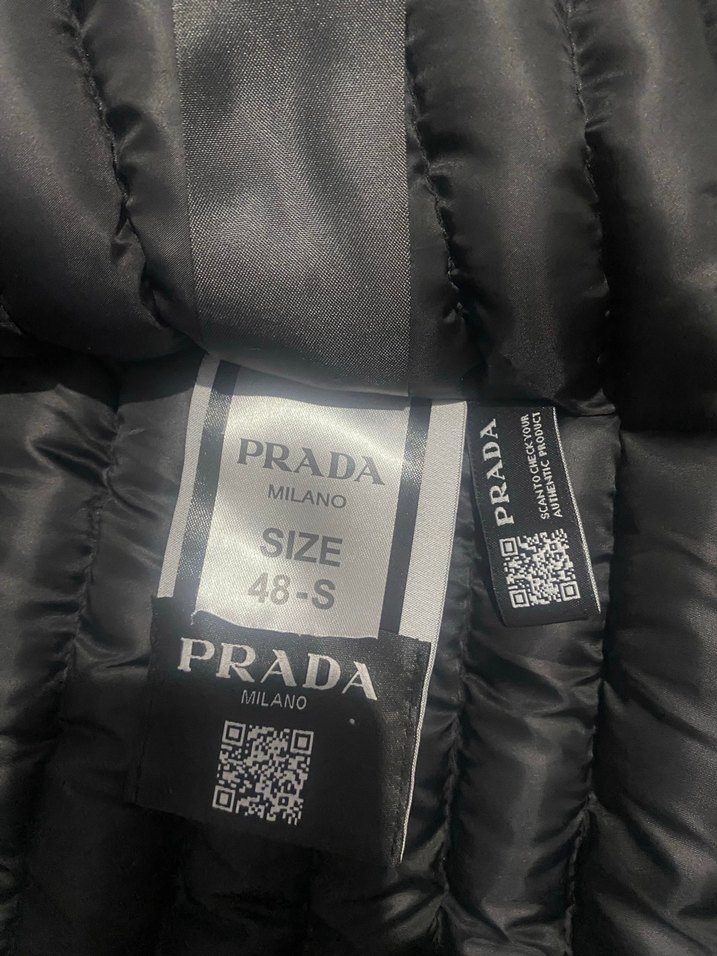 PRADA
MILANO
SIZE
48-S
PRADA
MILANO
PRADA
SCAN TO CHECK YOUR
AUTHENTIC PRODUCT